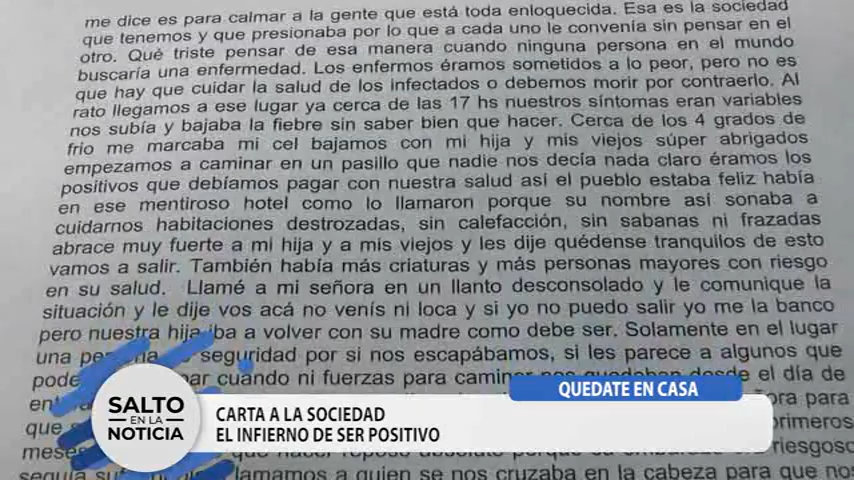 me dice es para calmar a la gente que está toda enloquecida. Esa es la sociedad
que tenemos y que presionaba por lo que a cada uno le convenía sin pensar en el
otro. Qué triste pensar de esa manera cuando ninguna persona en el mundo
buscaría una enfermedad. Los enfermos éramos sometidos a lo peor, pero no es
que hay que cuidar la salud de los infectados o debemos morir por contraerlo. Al
rato llegamos a ese lugar ya cerca de las 17 hs nuestros síntomas eran variables
nos subía y bajaba la fiebre sin saber bien que hacer. Cerca de los 4 grados de
frio me marcaba mi cel bajamos con mi hija y mis viejos súper abrigados
empezamos a caminar en un pasillo que nadie nos decía nada claro éramos los
positivos que debíamos pagar con nuestra salud así el pueblo estaba feliz había
en ese mentiroso hotel como lo llamaron porque su nombre así sonaba a
cuidarnos habitaciones destrozadas, sin calefacción, sin sabanas ni frazadas
abrace muy fuerte a mi hija y a mis viejos y les dije quédense tranquilos de esto
vamos a salir. También había más criaturas y más personas mayores con riesgo
en su salud. Llamé a mi señora en un llanto desconsolado y le comunique la
situación y le dije vos acá no venís ni loca y si yo no puedo salir yo me la banco
pero nuestra hija iba a volver con su madre como debe ser. Solamente en el lugar
una seguridad por si nos escapábamos, si les parece a algunos que
cuando ni fuerzas para caminar nos quedaban desde el día de
QUEDATE EN CASA
para
que
primeros
riesgoso
SALTO
EN LA
NOTICIA
CARTA A LA SOCIEDAD
EL INFIERNO DE SER POSITIVO
seguía llamamos a quien se nos cruzaba en la cabeza para que nos